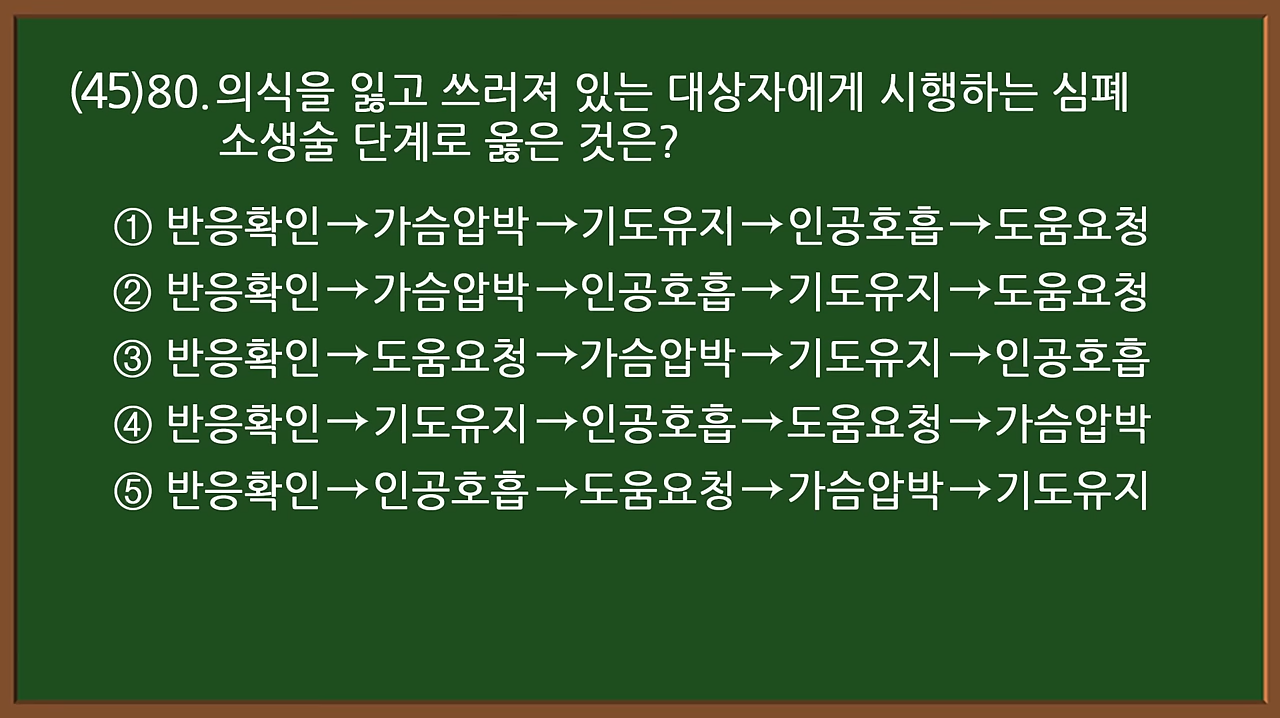 (45)80. 의식을 잃고 쓰러져 있는 대상자에게 시행하는 심폐
소생술 단계로 옳은 것은?
① 반응확인→가슴압박→기도유지→인공호흡→도움요청
② 반응확인→가슴압박→인공호흡→기도유지→도움요청
③ 반응확인→도움요청→가슴압박→기도유지→인공호흡
④ 반응확인→기도유지→인공호흡→도움요청→가슴압박
⑤ 반응확인→인공호흡→도움요청→가슴압박→기도유지